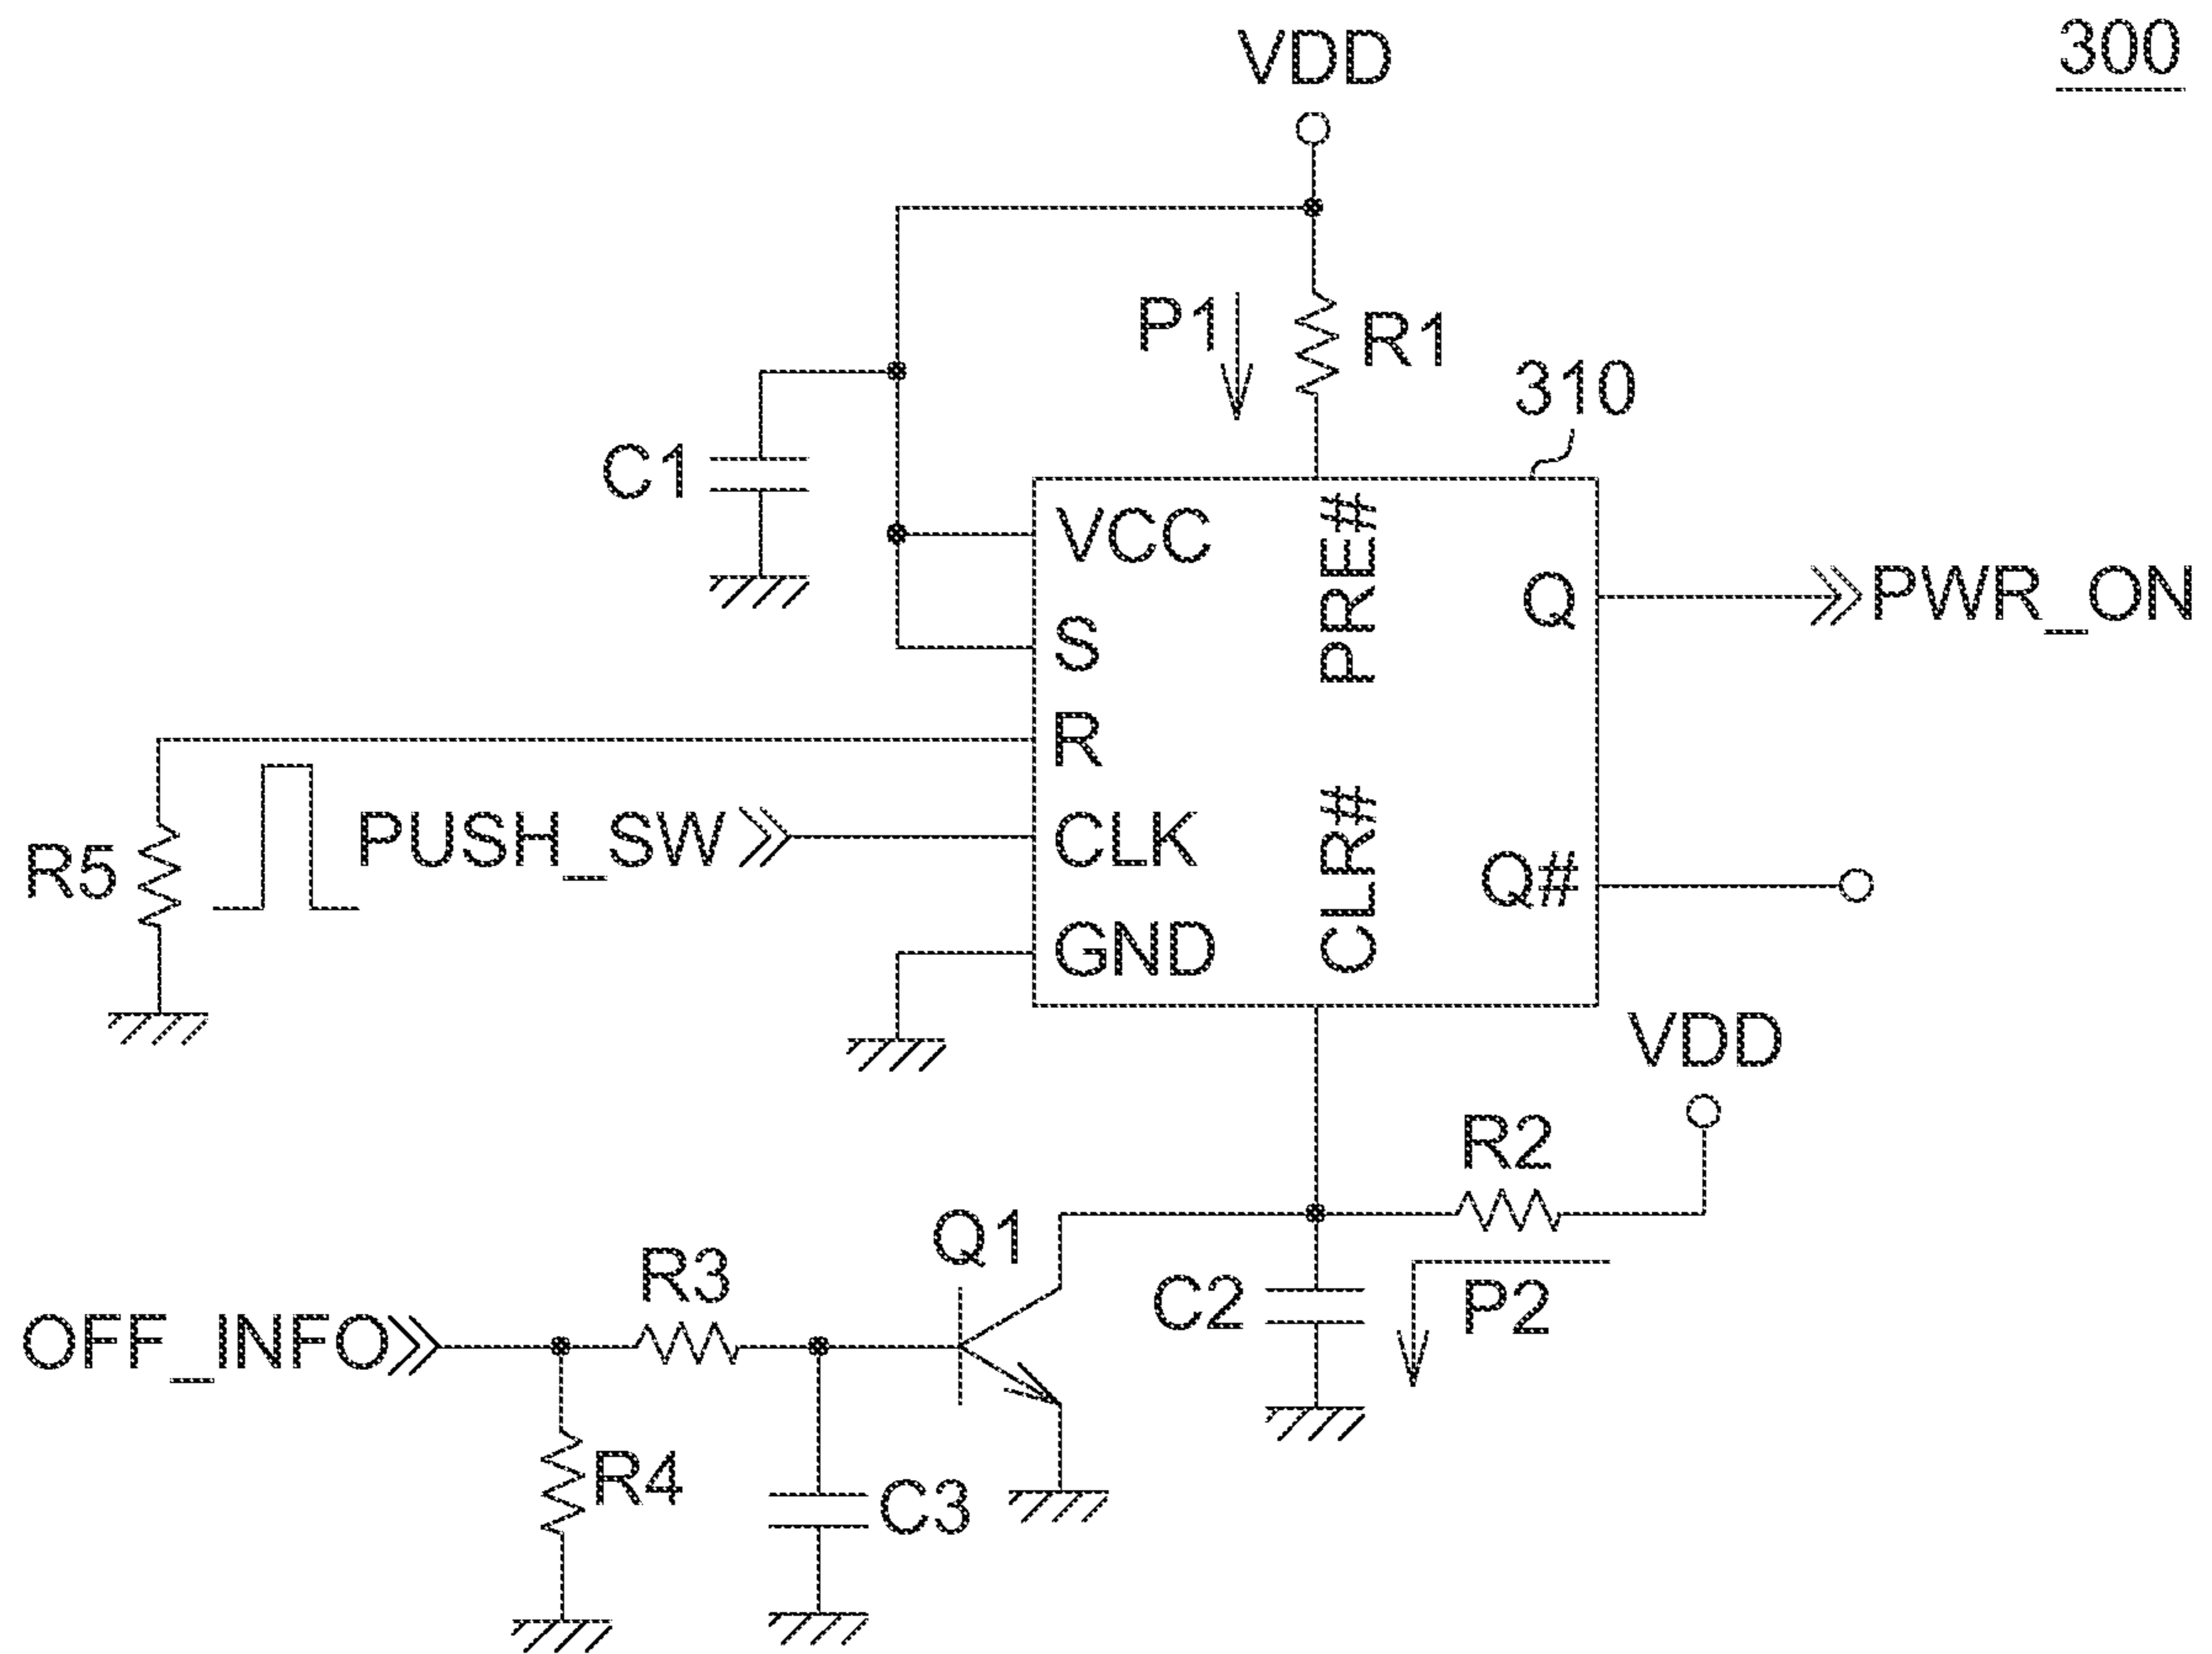 300
VDD
P1
R1
310
C1
VCC
PRE#
S
Q
PWR_ON
R
R5
PUSH_SW
CLK
CLR#
Q#
GND
VDD
R2
Q1
R3
C2
P2
OFF_INFO
R4
C3